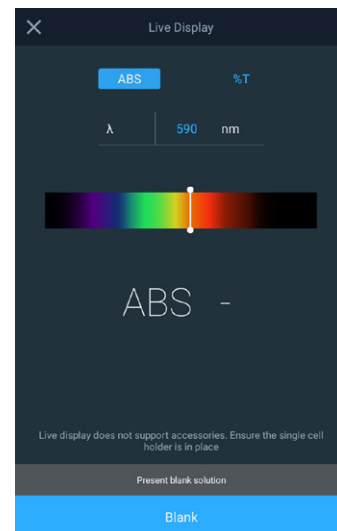 Live Display
ABS %T
λ 590 nm
ABS -
Live display does not support accessories. Ensure the single cell
holder is in place
Present blank solution
Blank